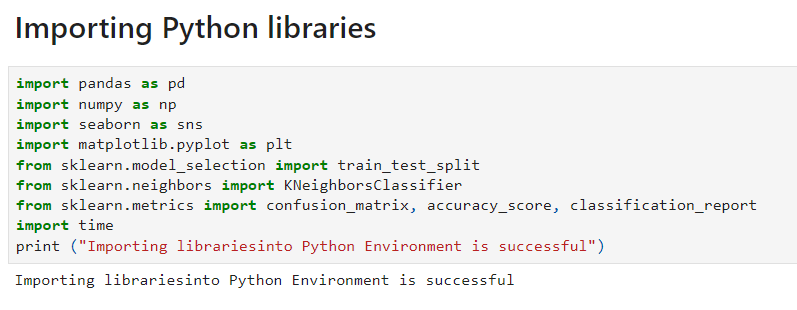 Importing Python libraries
import pandas as pd
import numpy as np
import seaborn as sns
import matplotlib.pyplot as plt
from sklearn.model_selection import train_test_split
from sklearn.neighbors import KNeighborsClassifier
from sklearn.metrics import confusion_matrix, accuracy_score, classification_report
import time
print ("Importing librariesinto Python Environment is successful")
Importing librariesinto Python Environment is successful